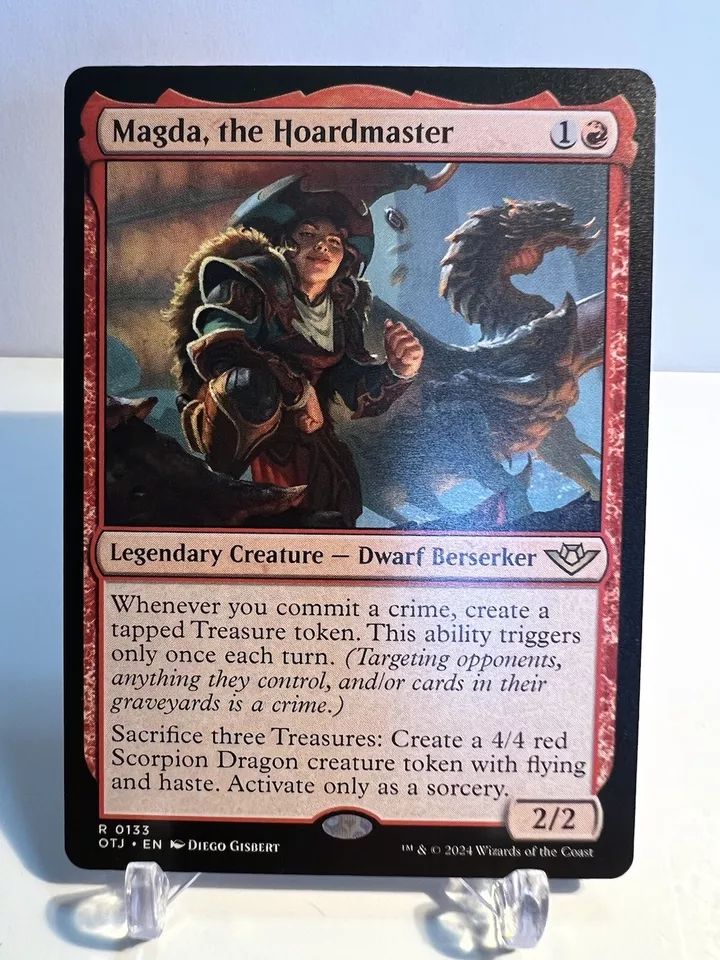 Magda, the Hoardmaster 1
Legendary Creature — Dwarf Berserker
Whenever you commit a crime, create a
tapped Treasure token. This ability triggers
only once each turn. (Targeting opponents,
anything they control, and/or cards in their
graveyards is a crime.)
Sacrifice three Treasures: Create a 4/4 red
Scorpion Dragon creature token with flying
and haste. Activate only as a sorcery.
2/2
R 0133
OTJ • EN Diego Gisbert
™ & © 2024 Wizards of the Coast